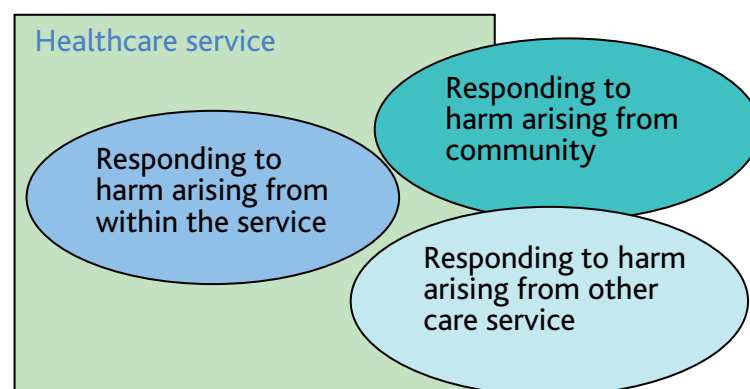 Healthcare service
Responding to
harm arising from
community
Responding to
harm arising from
within the service
Responding to harm
arising from other
care service